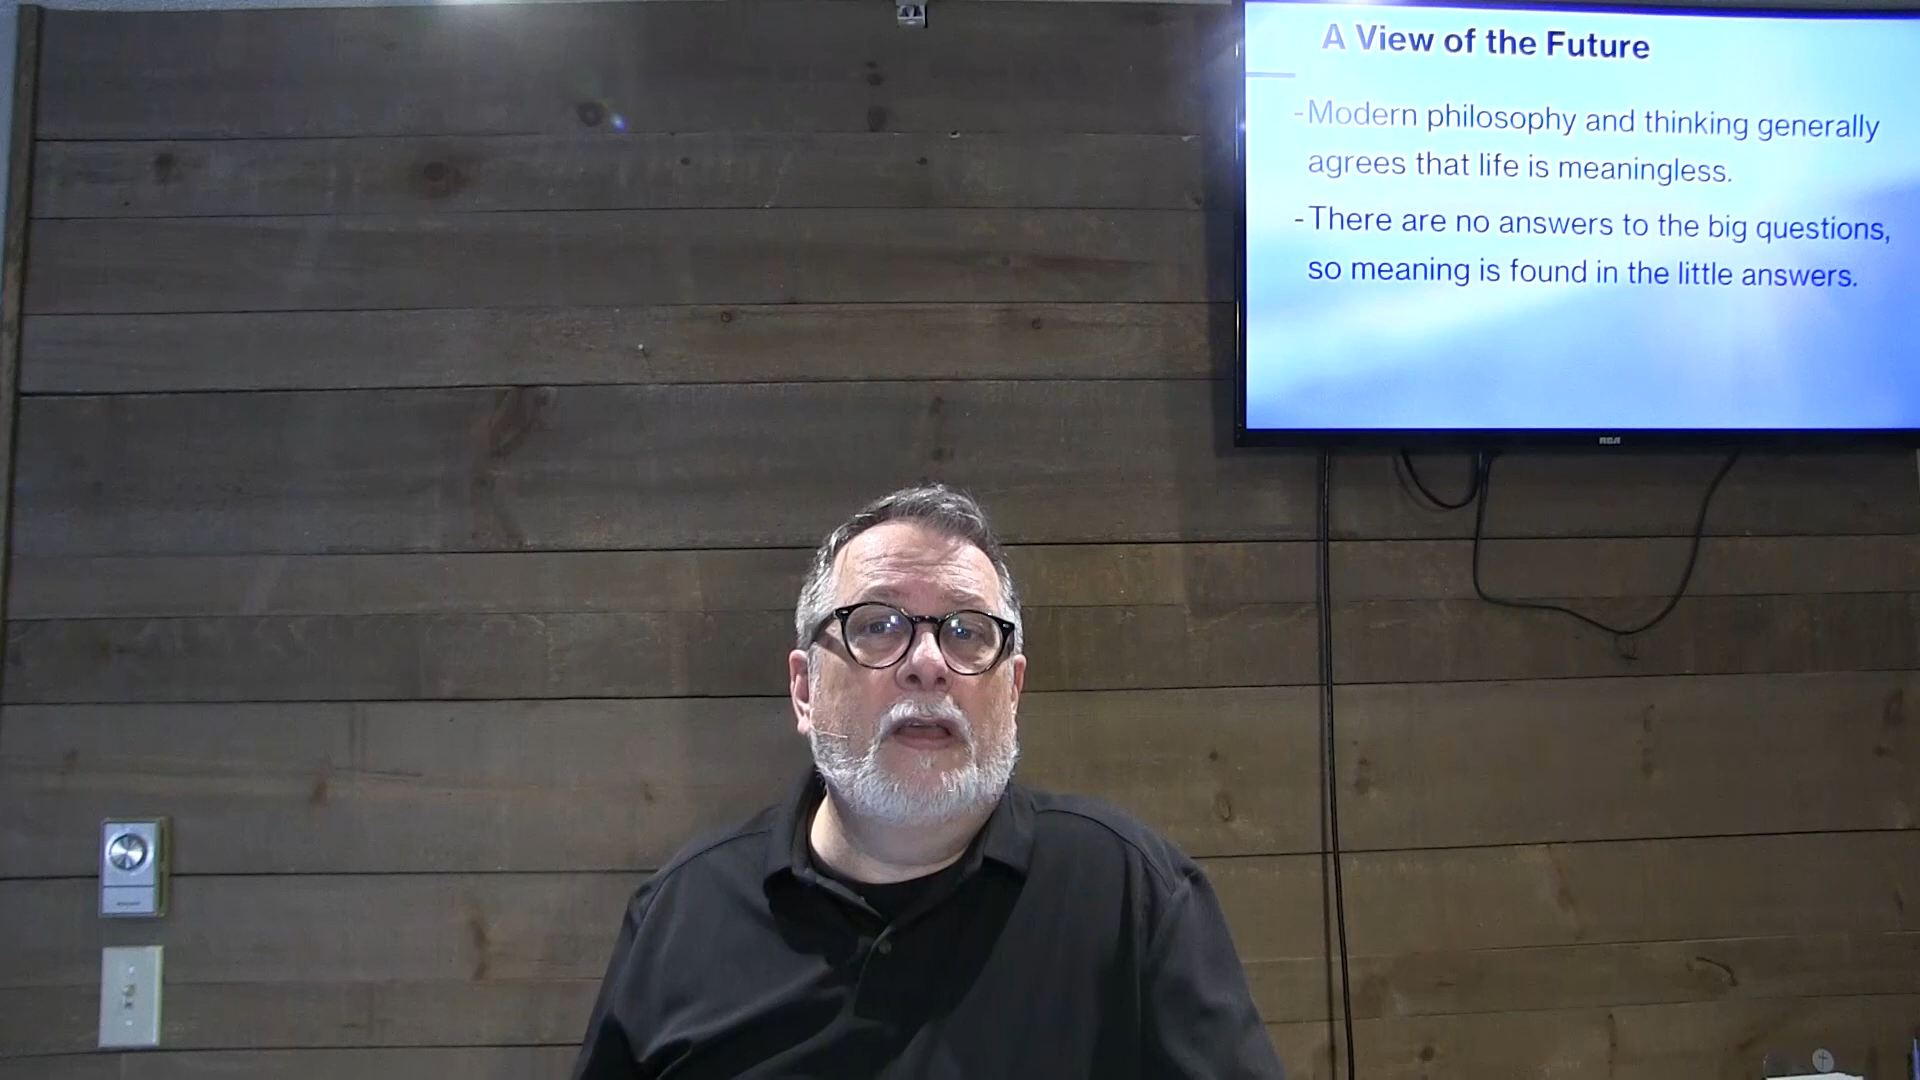 A View of the Future
-Modern philosophy and thinking generally
agrees that life is meaningless.
-There are no answers to the big questions,
so meaning is found in the little answers.
RCA